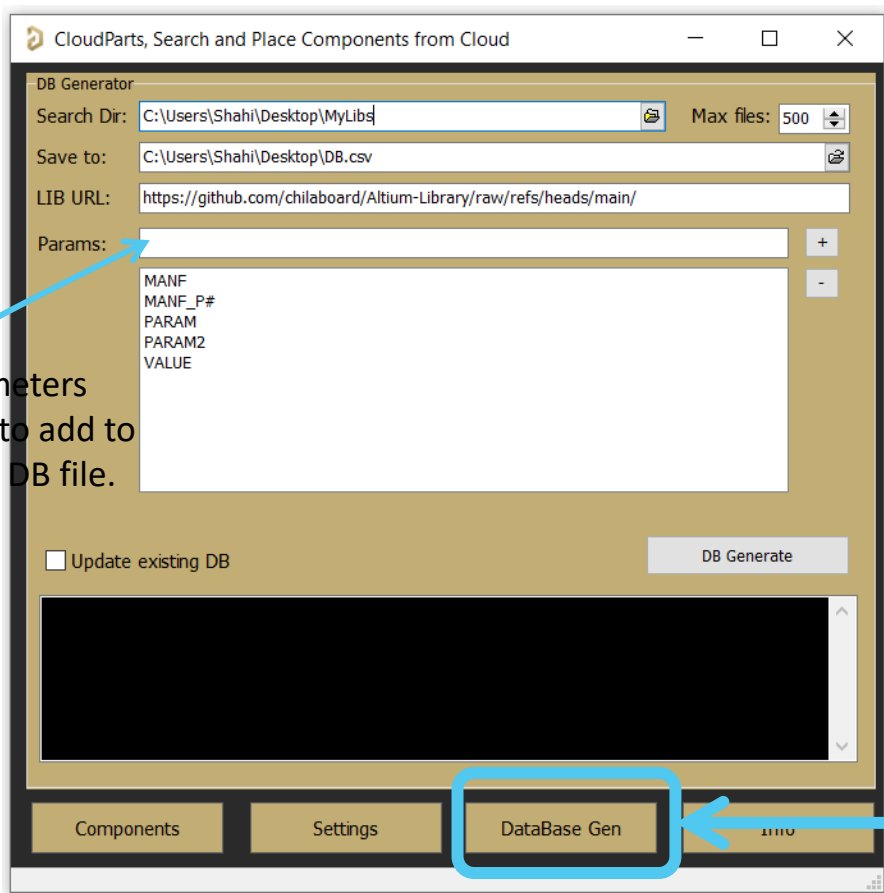 CloudParts, Search and Place Components from Cloud
DB Generator
Search Dir: C:\Users\Shahi\Desktop\MyLibs Max files: 500
Save to: C:\Users\Shahi\Desktop\DB.csv
LIB URL: https://github.com/chilaboard/Altium-Library/raw/refs/heads/main/
Params: +
MANF -
MANF_P#
PARAM
PARAM2
VALUE
meters
to add to
DB file.
Update existing DB DB Generate
Components Settings DataBase Gen Info